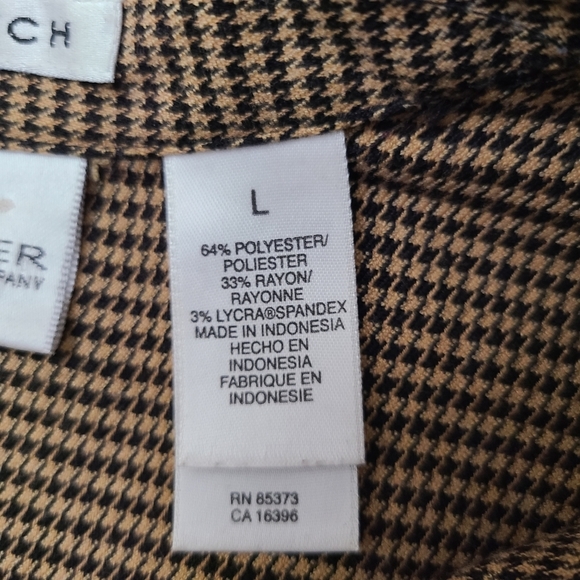 CH
ER
PANY
L
64% POLYESTER/
POLIESTER
33% RAYON/
RAYONNE
3% LYCRA®SPANDEX
MADE IN INDONESIA
HECHO EN
INDONESIA
FABRIQUE EN
INDONESIE
RN 85373
CA 16396